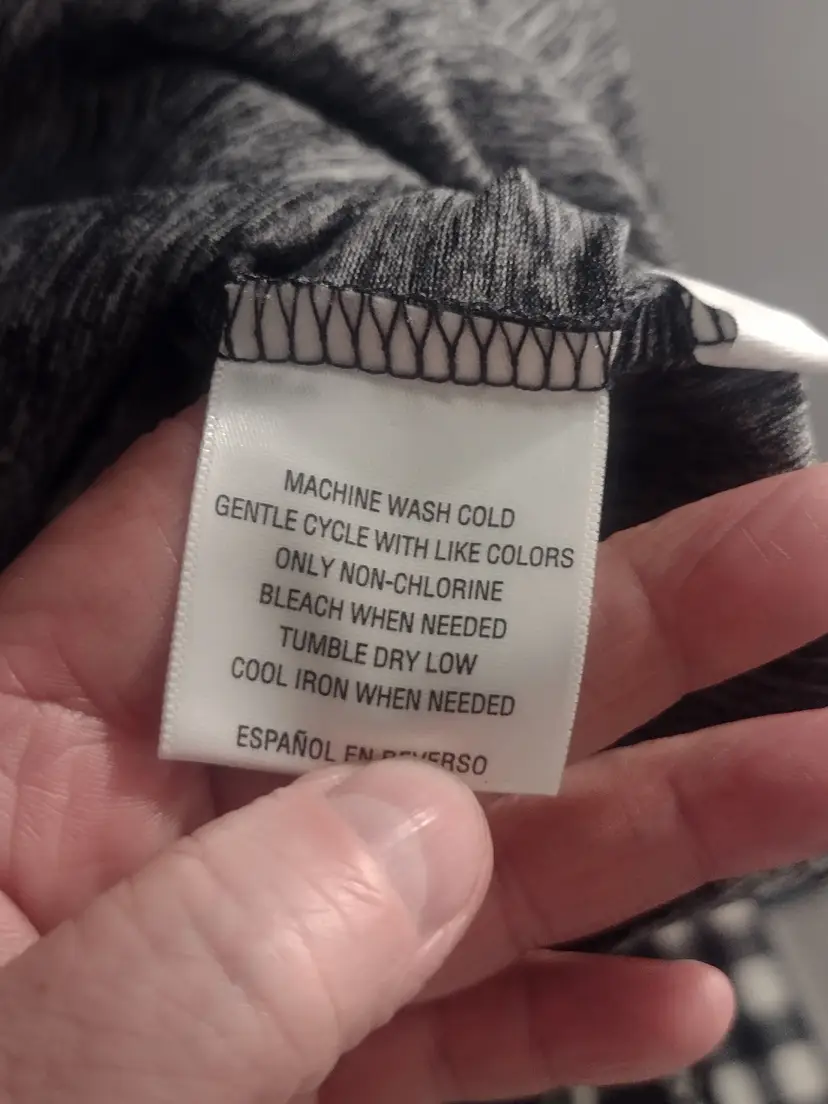 MACHINE WASH COLD
GENTLE CYCLE WITH LIKE COLORS
ONLY NON-CHLORINE
BLEACH WHEN NEEDED
TUMBLE DRY LOW
COOL IRON WHEN NEEDED
ESPAÑOL EN REVERSO